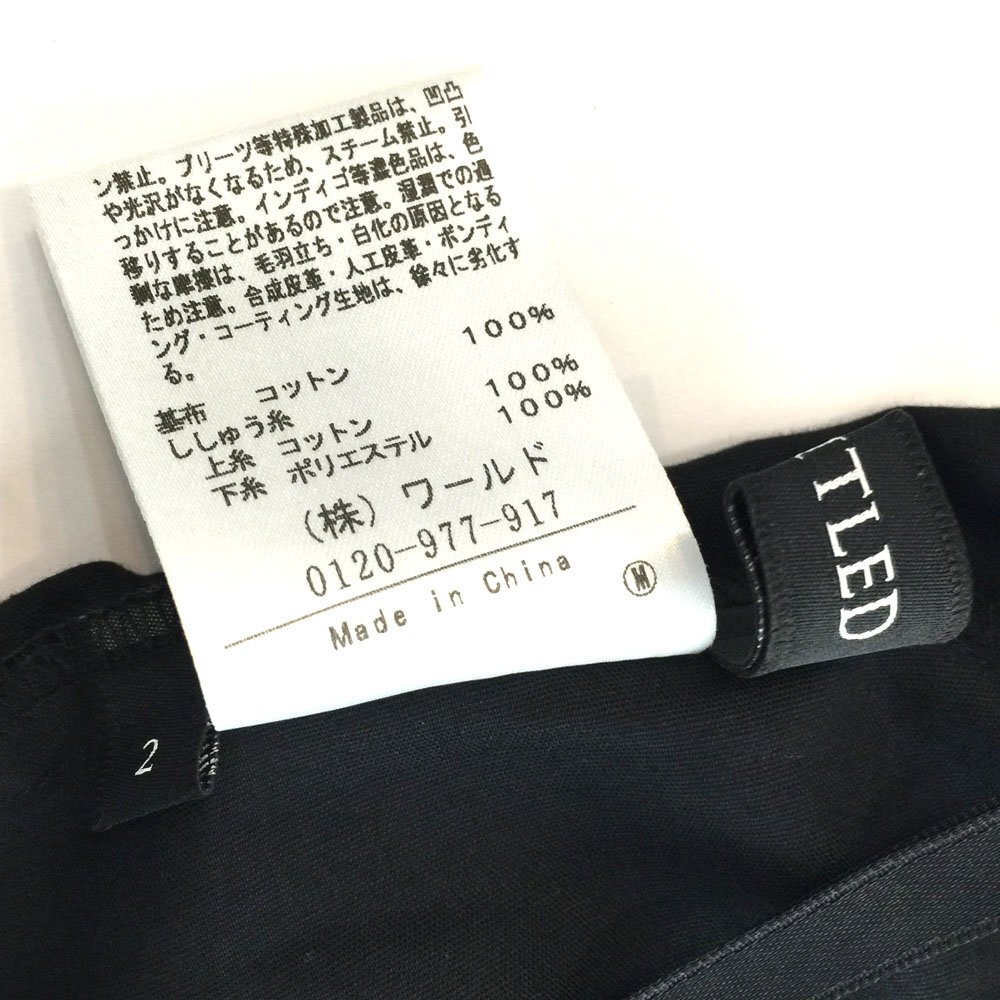 ン禁止。プリーツ等特殊加工製品は、凹凸
や光沢がなくなるため、スチーム禁止。引
っかけに注意。インディゴ等濃色品は、色
移りすることがあるので注意。湿潤での過
剰な摩擦は、毛羽立ち・白化の原因となる
ため注意。合成皮革・人工皮革・ボンディ
ング・コーティング生地は、徐々に劣化す
る。
基布 コットン 100%
ししゅう糸
上糸 コットン 100%
下糸 ポリエステル 100%
(株) ワールド
0120-977-917
Made in China
M
TLED
2